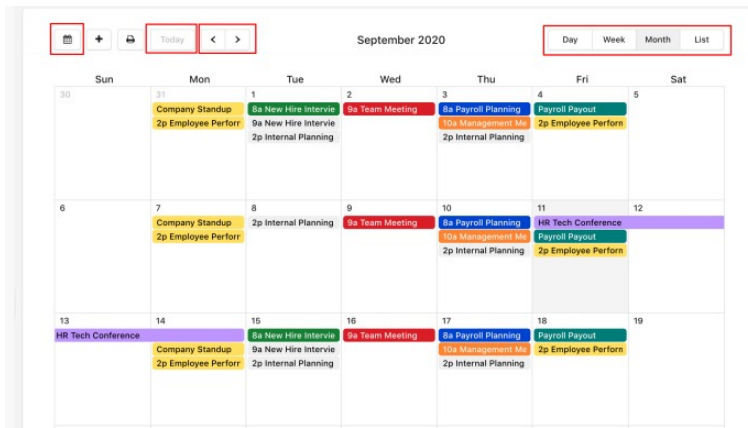 Today
September 2020
Day Week Month List
Sun Mon Tue Wed Thu Fri Sat
30 31 1 2 3 4 5
Company Standup 8a New Hire Intervie 9a Team Meeting 8a Payroll Planning Payroll Payout
2p Employee Perforr 9a New Hire Intervie 10a Management Me 2p Employee Perforn
2p Internal Planning 2p Internal Planning
6 7 8 9 10 11 12
Company Standup 2p Internal Planning 9a Team Meeting 8a Payroll Planning HR Tech Conference
2p Employee Perforr 10a Management Me Payroll Payout
2p Internal Planning 2p Employee Perforn
13 14 15 16 17 18 19
HR Tech Conference 8a New Hire Intervie 9a Team Meeting 8a Payroll Planning Payroll Payout
Company Standup 9a New Hire Intervie 10a Management Me 2p Employee Perforn
2p Employee Perforr 2p Internal Planning 2p Internal Planning